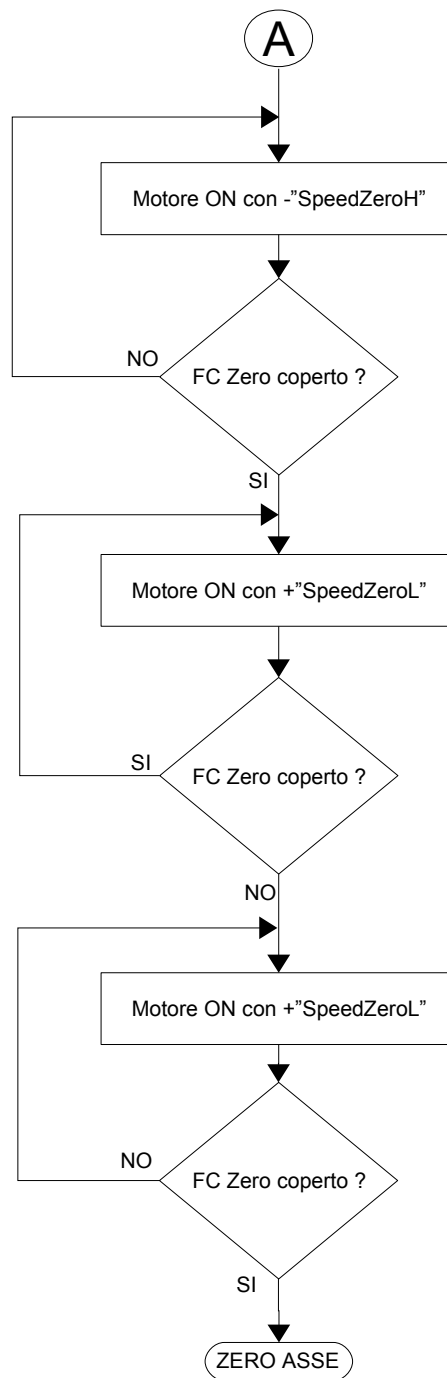 A
Motore ON con -”SpeedZeroH”
NO
FC Zero coperto ?
SI
Motore ON con +”SpeedZeroL”
SI
FC Zero coperto ?
NO
Motore ON con +”SpeedZeroL”
NO
FC Zero coperto ?
SI
ZERO ASSE